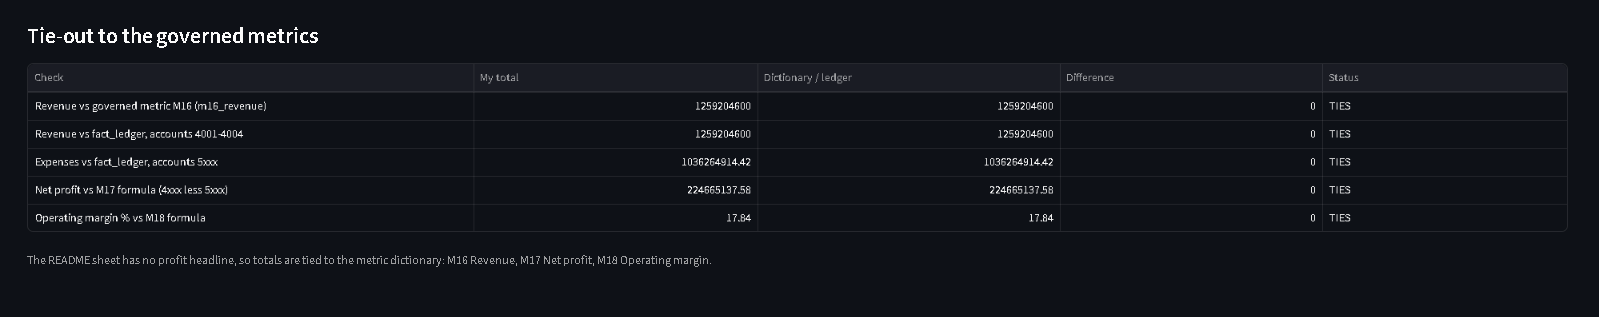 Tie-out to the governed metrics
Check My total Dictionary / ledger Difference Status
Revenue vs governed metric M16 (m16_revenue) 1259204600 1259204600 0 TIES
Revenue vs fact_ledger, accounts 4001-4004 1259204600 1259204600 0 TIES
Expenses vs fact_ledger, accounts 5xxx 1036264914.42 1036264914.42 0 TIES
Net profit vs M17 formula (4xxx less 5xxx) 224665137.58 224665137.58 0 TIES
Operating margin % vs M18 formula 17.84 17.84 0 TIES
The README sheet has no profit headline, so totals are tied to the metric dictionary: M16 Revenue, M17 Net profit, M18 Operating margin.